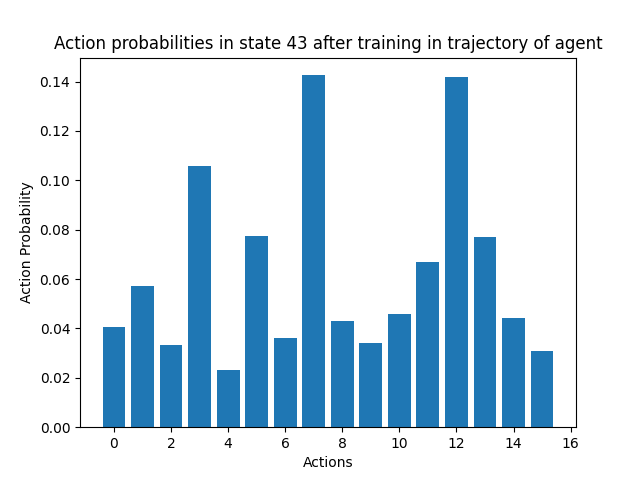 Action probabilities in state 43 after training in trajectory of agent
0.14
0.12
0.10
0.08
0.06
0.04
0.02
0.00
Action Probability
0 2 4 6 8 10 12 14 16
Actions